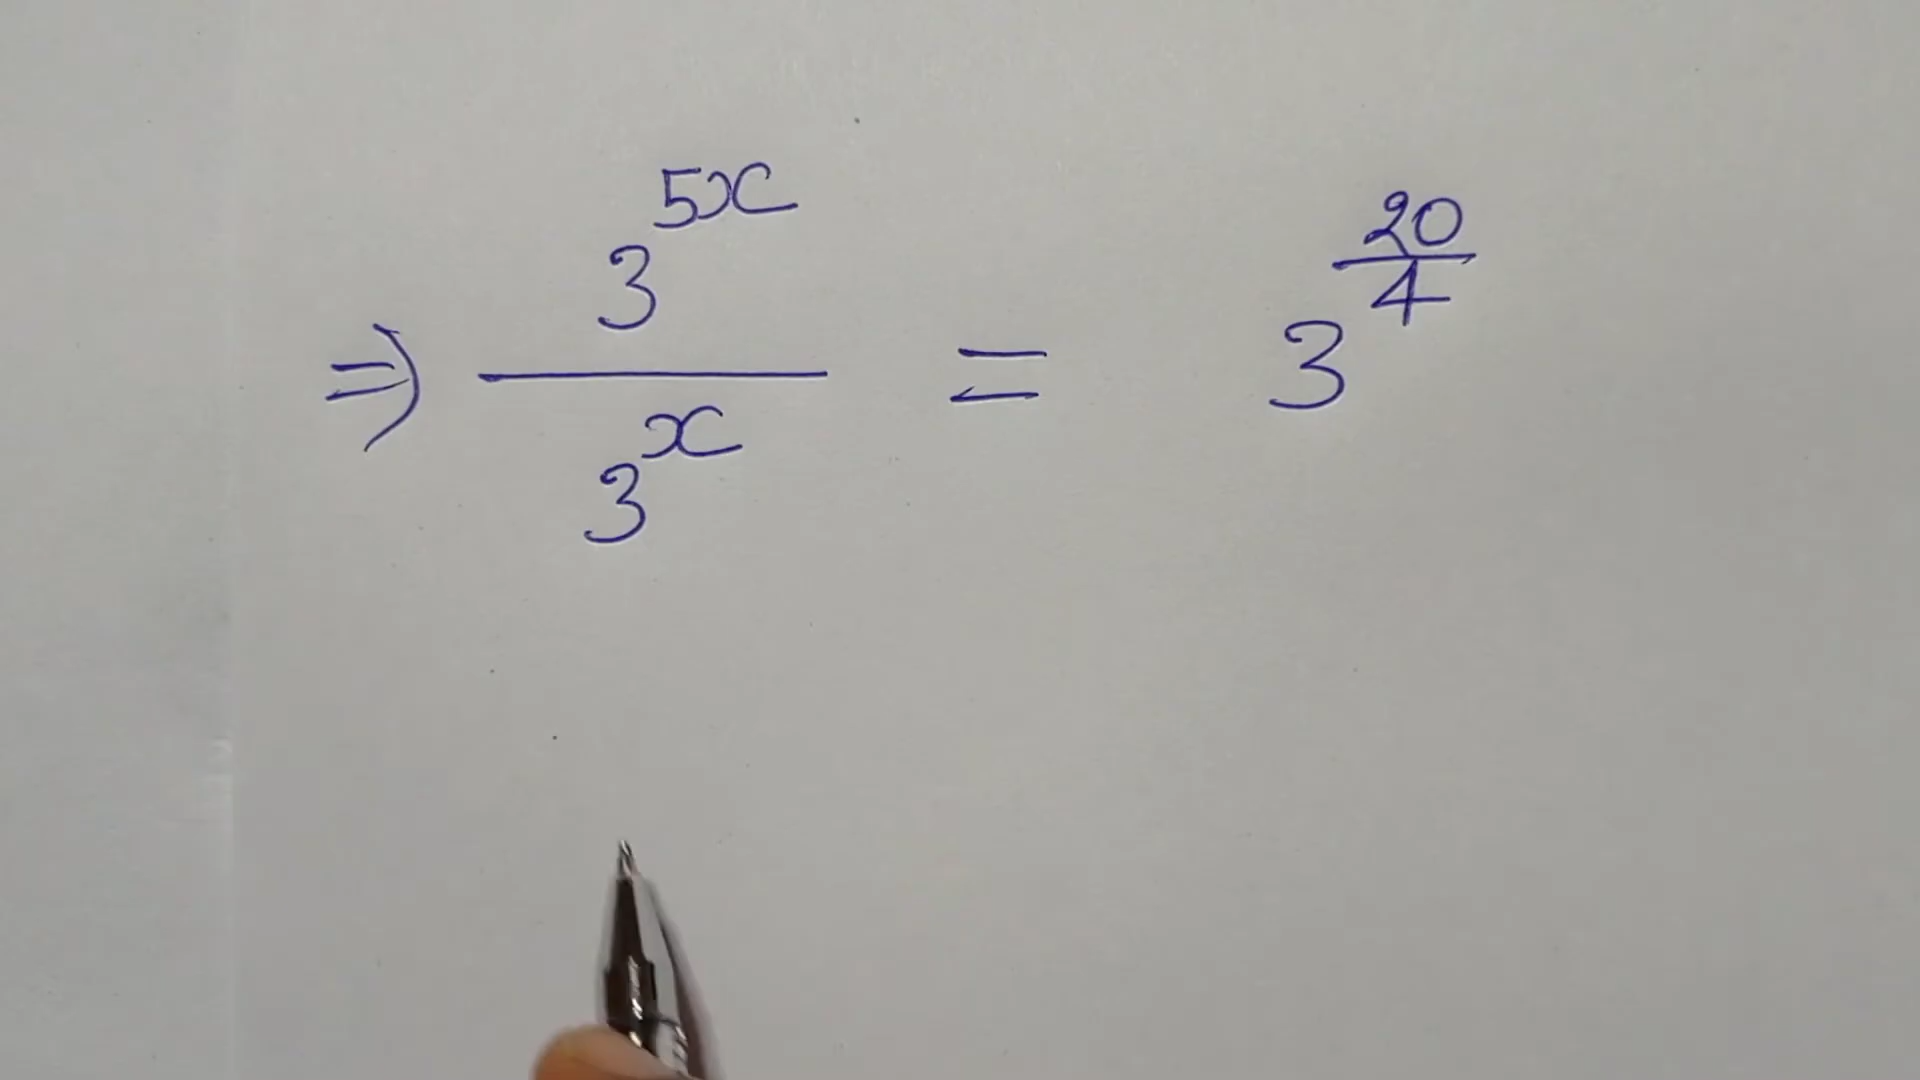 ⇒ 3^{5x} / 3^{x} = 3^{20/4}